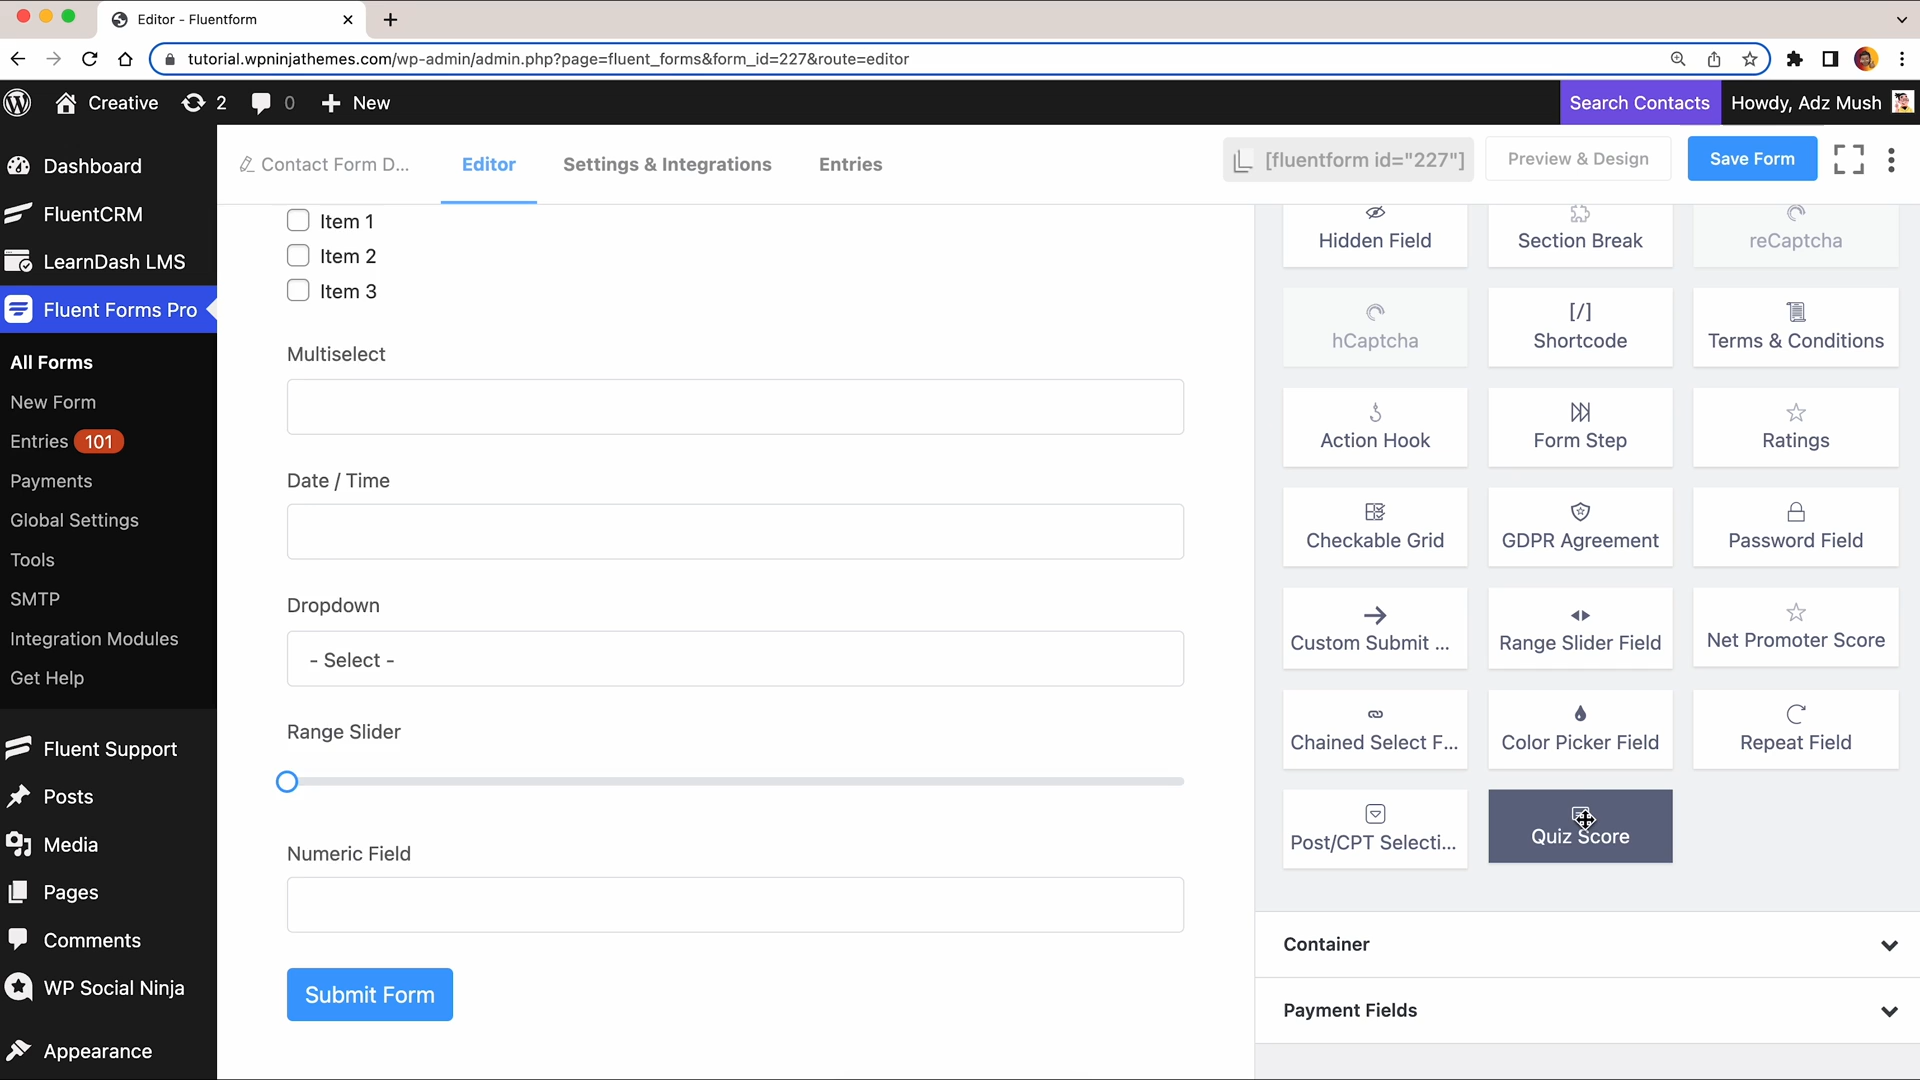 Editor - Fluentform
tutorial.wpninjathemes.com/wp-admin/admin.php?page=fluent_forms&form_id=227&route=editor
Creative
2
0
New
Search Contacts
Howdy, Adz Mush
Dashboard
FluentCRM
LearnDash LMS
Fluent Forms Pro
All Forms
New Form
Entries 101
Payments
Global Settings
Tools
SMTP
Integration Modules
Get Help
Fluent Support
Posts
Media
Pages
Comments
WP Social Ninja
Appearance
Contact Form D...
Editor
Settings & Integrations
Entries
[fluentform id="227"]
Preview & Design
Save Form
Item 1
Item 2
Item 3
Multiselect
Date / Time
Dropdown
- Select -
Range Slider
Numeric Field
Submit Form
Hidden Field
Section Break
reCaptcha
hCaptcha
[/]
Shortcode
Terms & Conditions
Action Hook
Form Step
Ratings
Checkable Grid
GDPR Agreement
Password Field
Custom Submit ...
Range Slider Field
Net Promoter Score
Chained Select F...
Color Picker Field
Repeat Field
Post/CPT Selecti...
Quiz Score
Container
Payment Fields